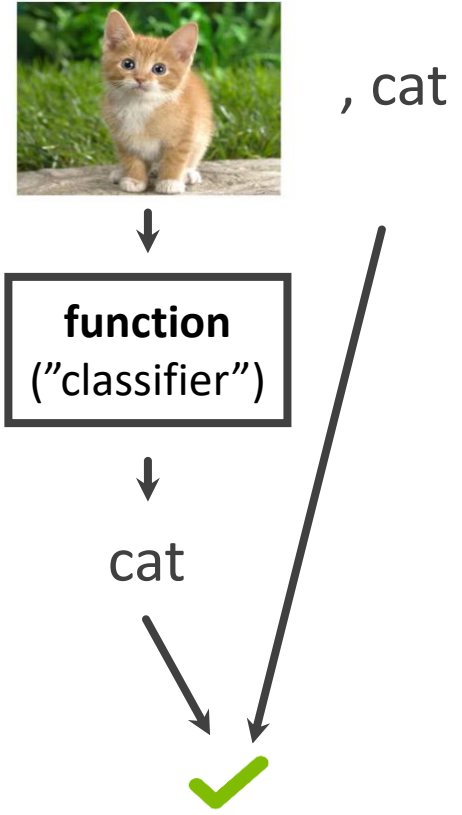 , cat
function
(”classifier”)
cat